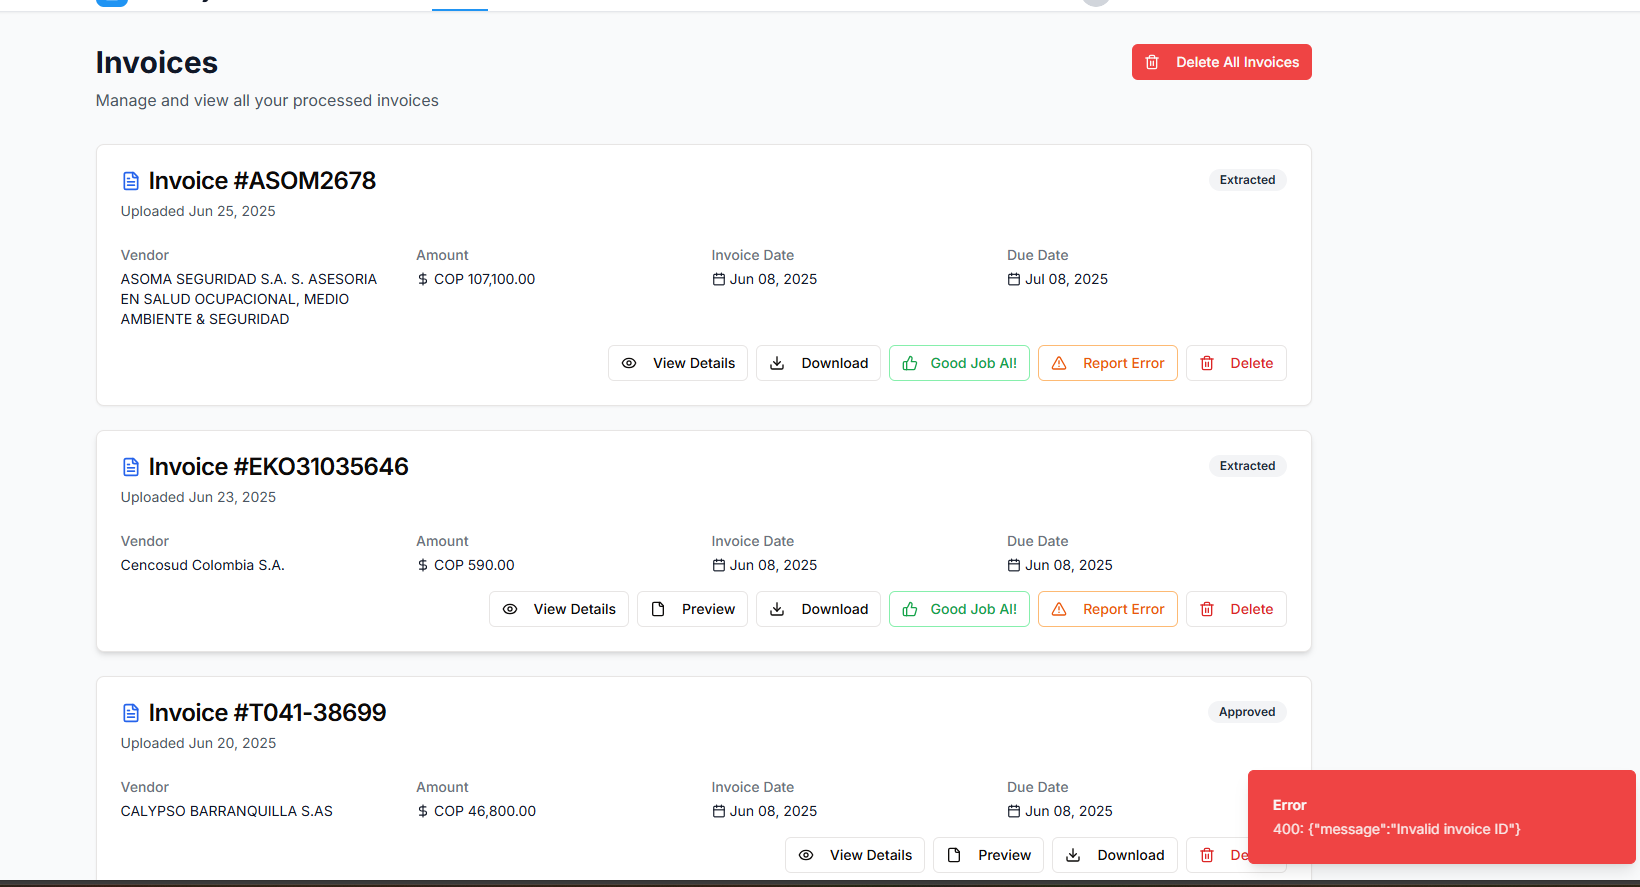 Invoices
Delete All Invoices
Manage and view all your processed invoices
Invoice #ASOM2678
Extracted
Uploaded Jun 25, 2025
Vendor
Amount
Invoice Date
Due Date
ASOMA SEGURIDAD S.A. S. ASESORIA
EN SALUD OCUPACIONAL, MEDIO
AMBIENTE & SEGURIDAD
$ COP 107,100.00
Jun 08, 2025
Jul 08, 2025
View Details
Download
Good Job AI!
Report Error
Delete
Invoice #EKO31035646
Extracted
Uploaded Jun 23, 2025
Vendor
Amount
Invoice Date
Due Date
Cencosud Colombia S.A.
$ COP 590.00
Jun 08, 2025
Jun 08, 2025
View Details
Preview
Download
Good Job AI!
Report Error
Delete
Invoice #T041-38699
Approved
Uploaded Jun 20, 2025
Vendor
Amount
Invoice Date
Due Date
CALYPSO BARRANQUILLA S.AS
$ COP 46,800.00
Jun 08, 2025
Jun 08, 2025
View Details
Preview
Download
De
Error
400: {"message":"Invalid invoice ID"}